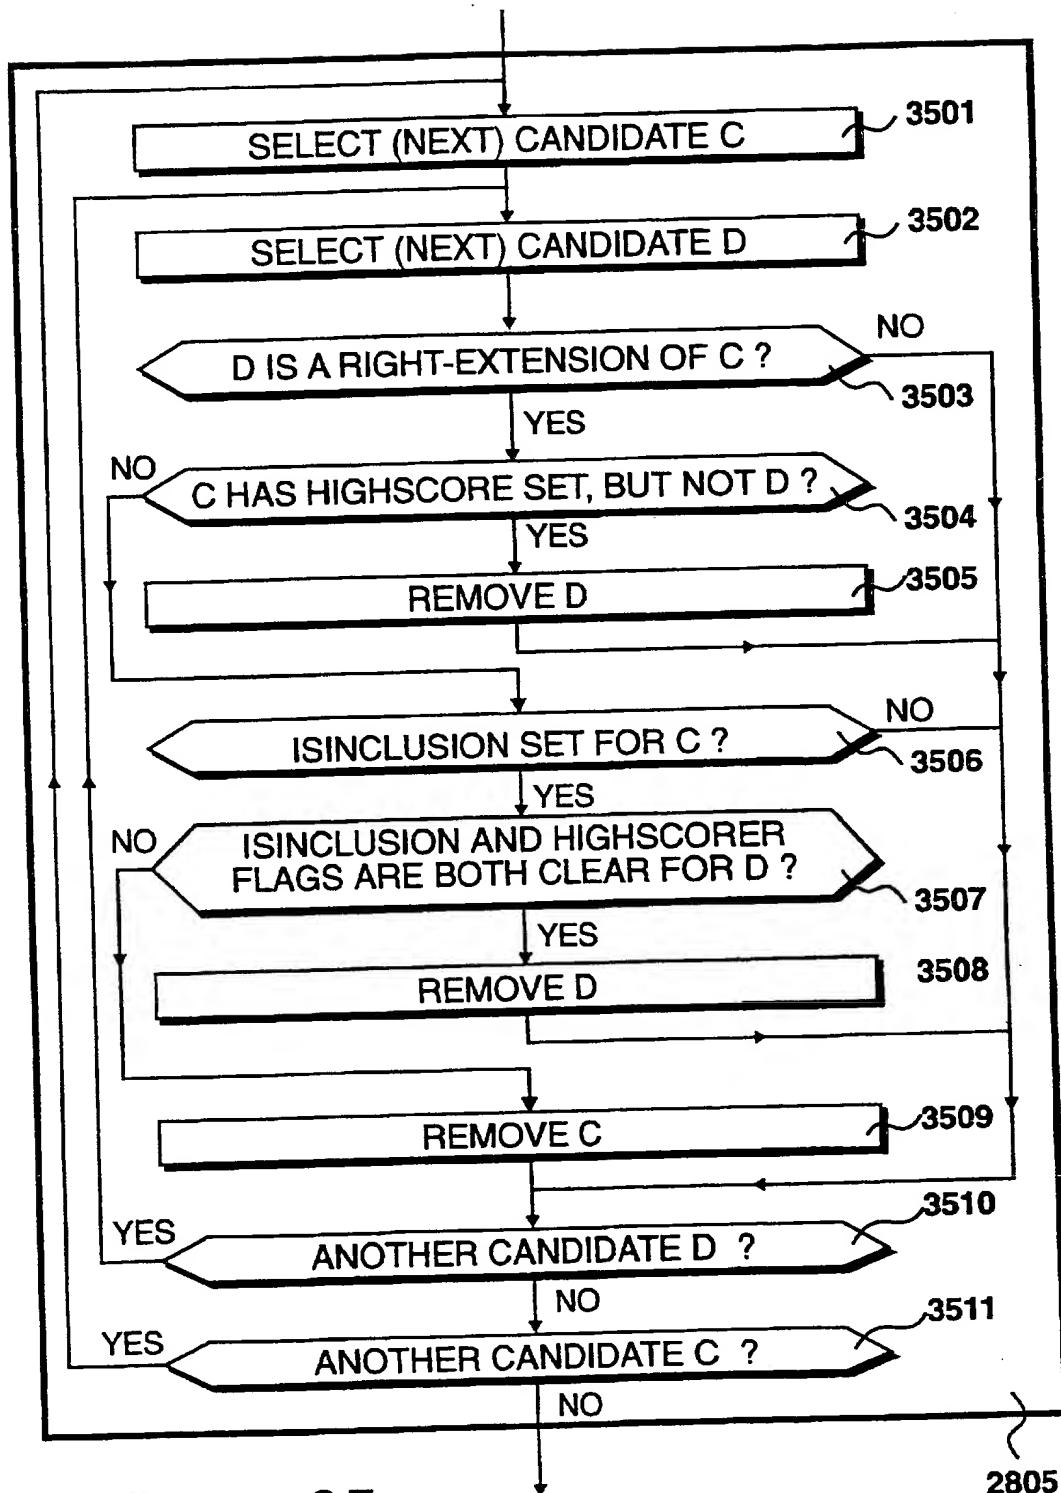 SELECT (NEXT) CANDIDATE C
3501
SELECT (NEXT) CANDIDATE D
3502
D IS A RIGHT-EXTENSION OF C ?
NO
3503
YES
NO
C HAS HIGHSCORE SET, BUT NOT D ?
3504
YES
REMOVE D
3505
ISINCLUSION SET FOR C ?
NO
3506
YES
NO
ISINCLUSION AND HIGHSCORER
FLAGS ARE BOTH CLEAR FOR D ?
3507
YES
REMOVE D
3508
REMOVE C
3509
YES
ANOTHER CANDIDATE D ?
3510
NO
YES
ANOTHER CANDIDATE C ?
3511
NO
2805